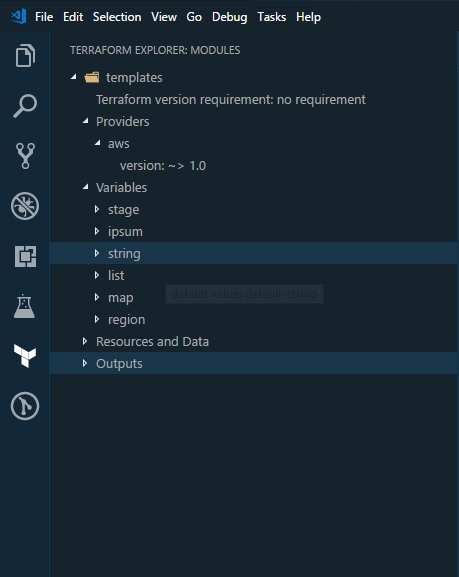 File Edit Selection View Go Debug Tasks Help
TERRAFORM EXPLORER: MODULES
templates
Terraform version requirement: no requirement
Providers
aws
version: ~> 1.0
Variables
stage
ipsum
string
list
default value: default-string
map
region
Resources and Data
Outputs